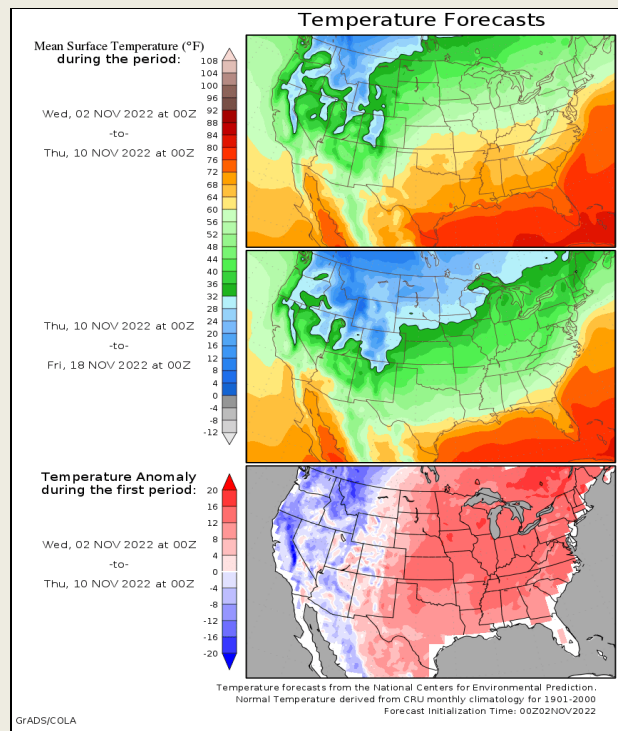 Temperature Forecasts
Mean Surface Temperature (°F)
during the period:
108
104
100
96
92
88
84
80
76
72
68
64
60
56
52
48
44
40
36
32
28
24
20
16
12
8
4
0
-4
-8
-12
Wed, 02 NOV 2022 at 00Z
-to-
Thu, 10 NOV 2022 at 00Z
Thu, 10 NOV 2022 at 00Z
-to-
Fri, 18 NOV 2022 at 00Z
Temperature Anomaly
during the first period:
20
16
12
8
4
0
-4
-8
-12
-16
-20
Wed, 02 NOV 2022 at 00Z
-to-
Thu, 10 NOV 2022 at 00Z
Temperature forecasts from the National Centers for Environmental Prediction.
Normal Temperature derived from CRU monthly climatology for 1901-2000
Forecast Initialization Time: 00Z02NOV2022
GrADS/COLA